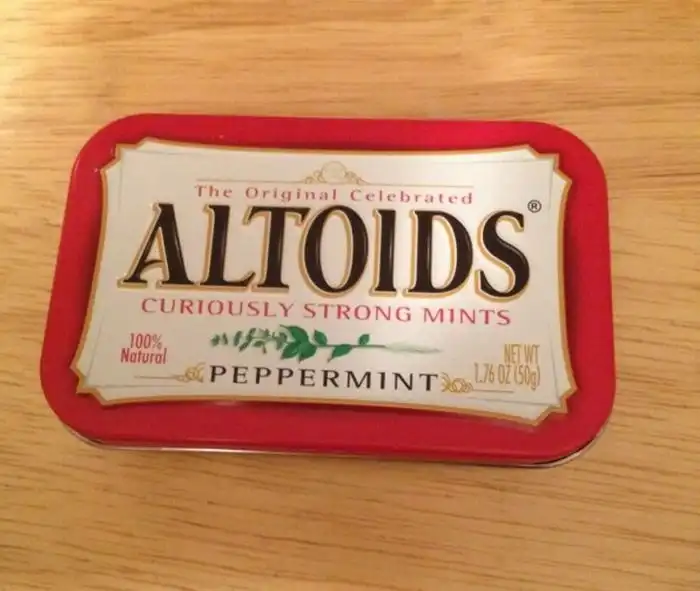 The Original Celebrated
ALTOIDS®
CURIOUSLY STRONG MINTS
100%
Natural
PEPPERMINT
NET WT
1.76 OZ (50g)